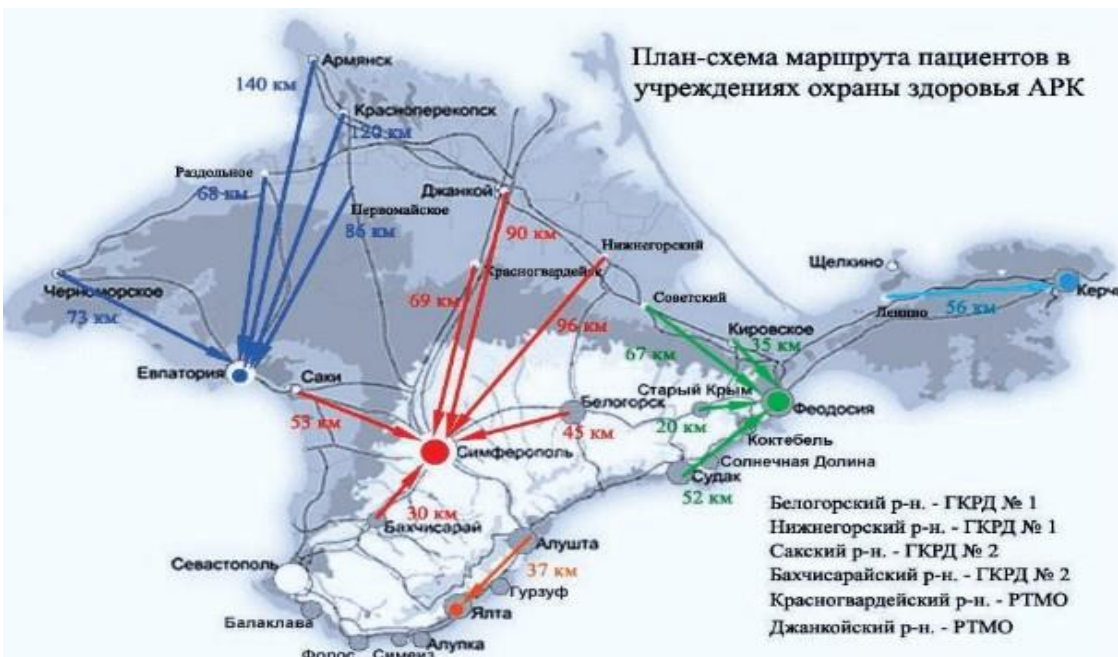 План-схема маршрута пациентов в
учреждениях охраны здоровья АРК
Армянск
140 км
Красноперекопск
120 км
Раздольное
68 км
Джанкой
Первомайское
86 км
90 км
Нижнегорский
Красногвардейск
Щелкино
Черноморское
69 км
Советский
Ленино
56 км
Керчь
73 км
96 км
Кировское
35 км
67 км
Евпатория
Саки
Старый Крым
Белогорск
Феодосия
53 км
45 км
20 км
Коктебель
Симферополь
Солнечная Долина
Судак
52 км
30 км
Бахчисарай
Алушта
Севастополь
37 км
Гурзуф
Балаклава
Ялта
Алупка
Симеиз
Форос
Белогорский р-н. - ГКРД № 1
Нижнегорский р-н. - ГКРД № 1
Сакский р-н. - ГКРД № 2
Бахчисарайский р-н. - ГКРД № 2
Красногвардейский р-н. - РТМО
Джанкойский р-н. - РТМО